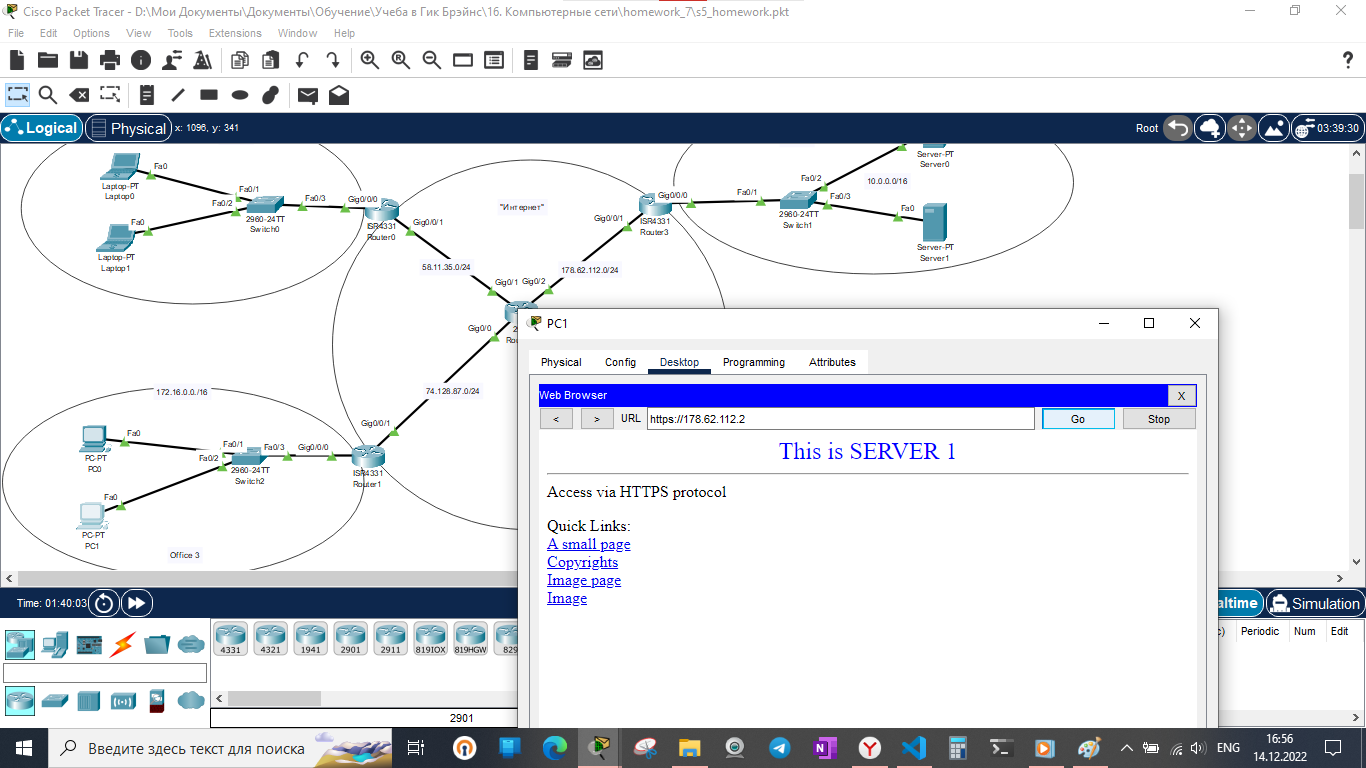 Cisco Packet Tracer - D:\Мои Документы\Документы\Обучение\Учеба в Гик Брэйнс\16. Компьютерные сети\homework_7\s5_homework.pkt
File Edit Options View Tools Extensions Window Help
Logical Physical x: 1096, y: 341 Root 03:39:30
Laptop-PT
Laptop0
Fa0
Fa0/1
Fa0/2
Fa0/3
Gig0/0/0
2960-24TT
Switch0
Fa0
Laptop-PT
Laptop1
ISR4331
Router0
Gig0/0/1
"Интернет"
58.11.35.0/24
Gig0/1 Gig0/2
178.62.112.0/24
Gig0/0/1
ISR4331
Router3
Gig0/0/0
Fa0/1
Fa0/2
Fa0/3
2960-24TT
Switch1
10.0.0.0/16
Server-PT
Server0
Fa0
Server-PT
Server1
Gig0/0
74.128.87.0/24
172.16.0.0./16
Fa0
PC-PT
PC0
Fa0/1
Fa0/2
Fa0/3
Gig0/0/0
Gig0/0/1
2960-24TT
Switch2
ISR4331
Router1
Fa0
PC-PT
PC1
Office 3
PC1
Physical Config Desktop Programming Attributes
Web Browser X
< > URL https://178.62.112.2 Go Stop
This is SERVER 1
Access via HTTPS protocol
Quick Links:
A small page
Copyrights
Image page
Image
Time: 01:40:03
altime Simulation
c) Periodic Num Edit
4331 4321 1941 2901 2911 819IOX 819HGW 829
2901
Введите здесь текст для поиска
ENG
16:56
14.12.2022